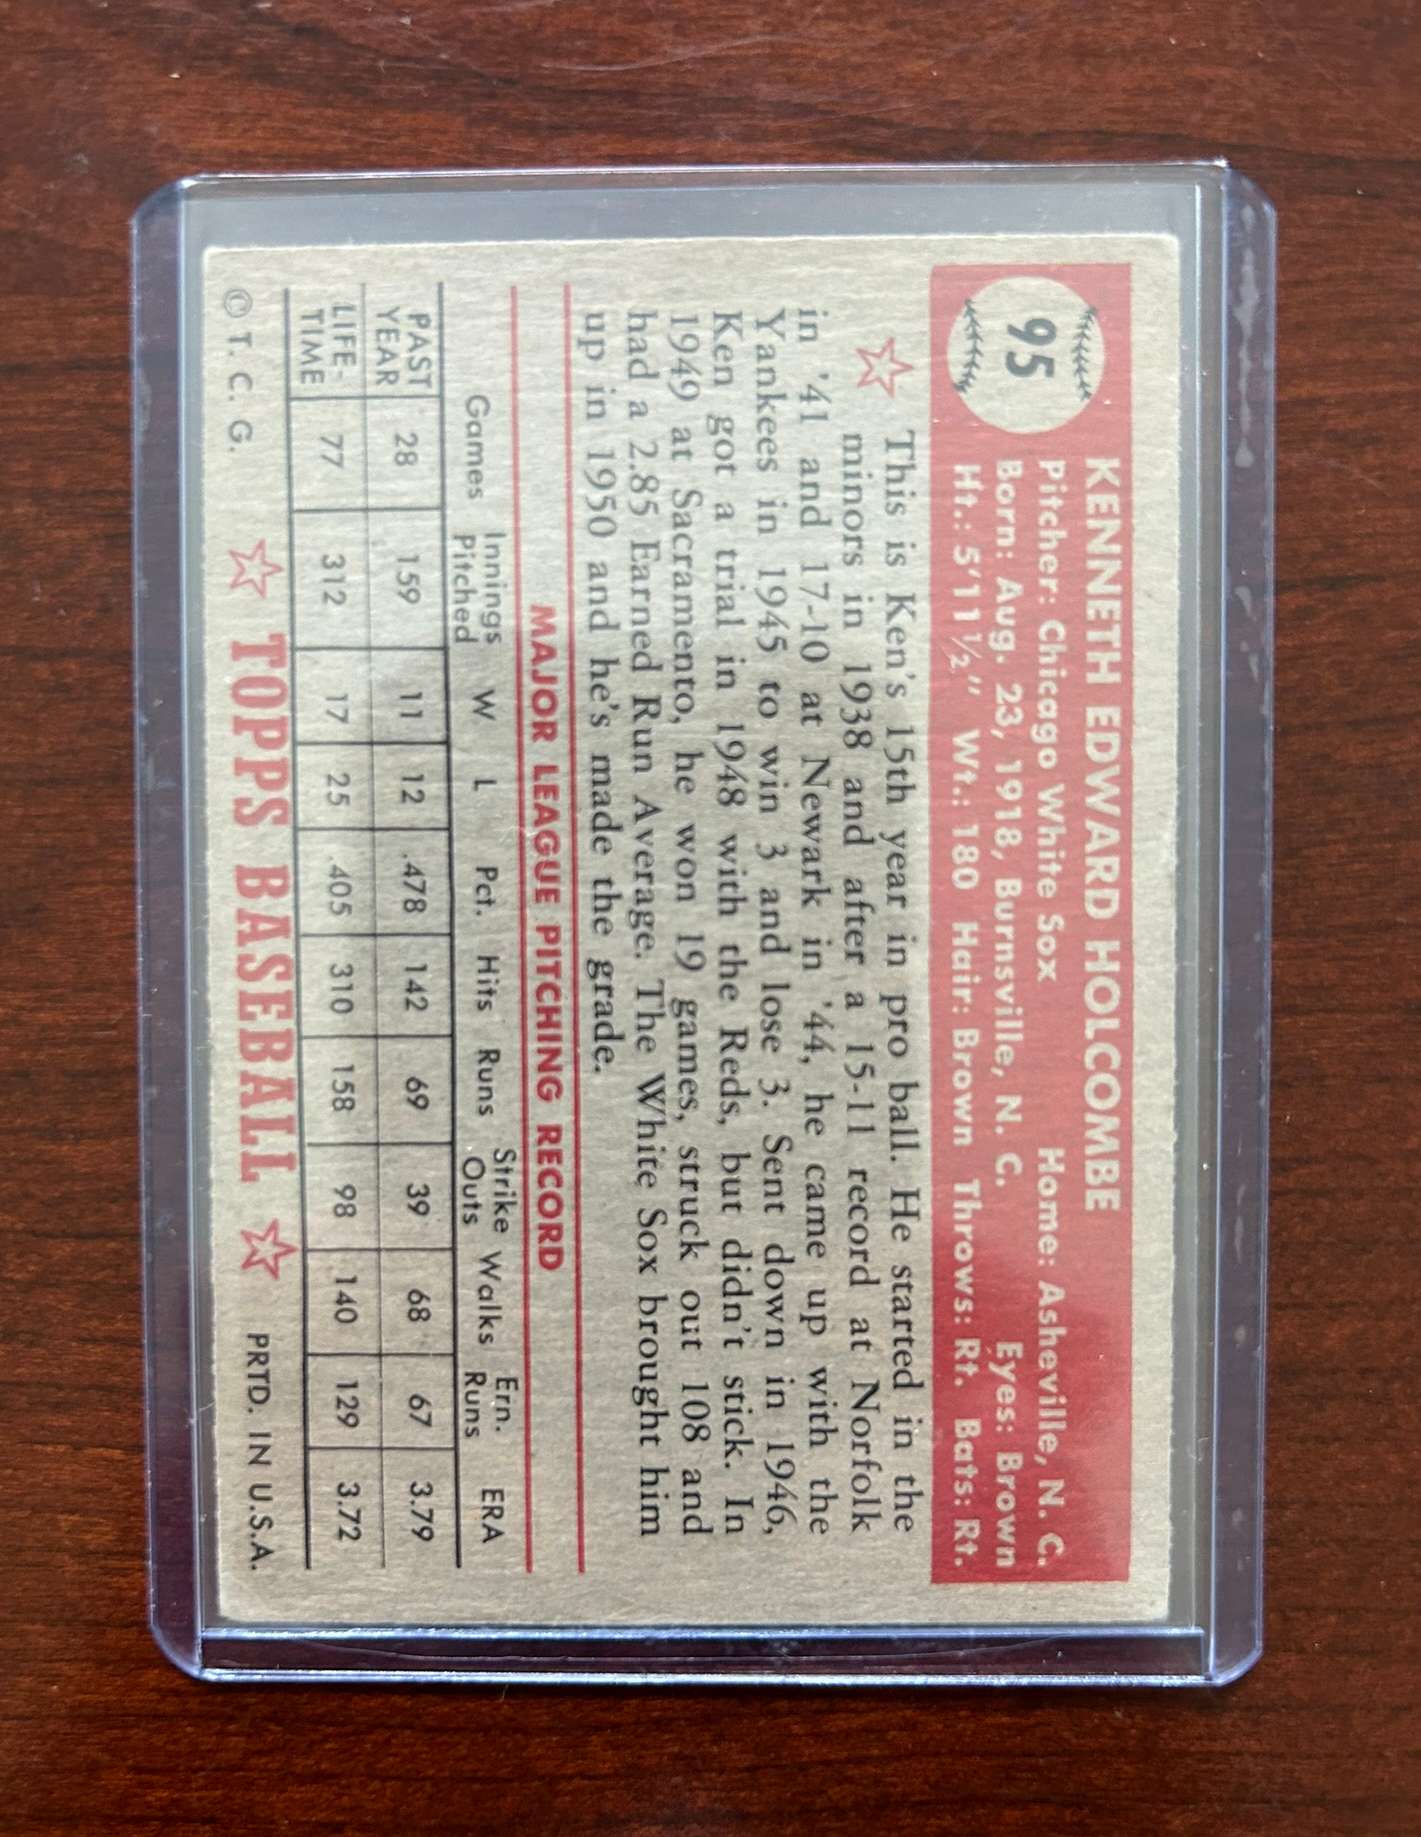 95
KENNETH EDWARD HOLCOMBE
Pitcher: Chicago White Sox Home: Asheville, N. C.
Born: Aug. 23, 1918, Burnsville, N. C. Eyes: Brown
Ht.: 5'11½" Wt.: 180 Hair: Brown Throws: Rt. Bats: Rt.
This is Ken's 15th year in pro ball. He started in the
minors in 1938 and after a 15-11 record at Norfolk
in '41 and 17-10 at Newark in '44, he came up with the
Yankees in 1945 to win 3 and lose 3. Sent down in 1946,
Ken got a trial in 1948 with the Reds, but didn't stick. In
1949 at Sacramento, he won 19 games, struck out 108 and
had a 2.85 Earned Run Average. The White Sox brought him
up in 1950 and he's made the grade.
MAJOR LEAGUE PITCHING RECORD
Games Innings Pitched W L Pct. Hits Runs Strike Outs Walks Ern. Runs ERA
PAST YEAR 28 159 11 12 .478 142 69 39 68 67 3.79
LIFE-TIME 77 312 17 25 .405 310 158 98 140 129 3.72
© T. C. G. TOPPS BASEBALL PRTD. IN U.S.A.